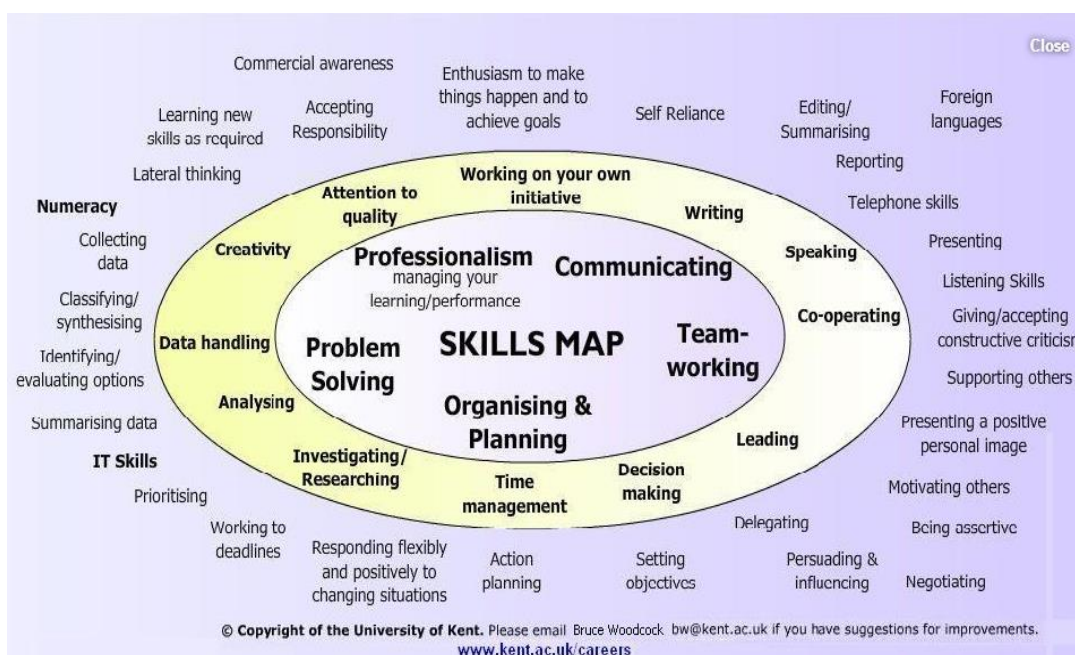 Close
Commercial awareness
Enthusiasm to make
things happen and to
achieve goals
Learning new
skills as required
Accepting
Responsibility
Self Reliance
Editing/
Summarising
Foreign
languages
Lateral thinking
Reporting
Numeracy
Telephone skills
Collecting
data
Presenting
Classifying/
synthesising
Listening Skills
Identifying/
evaluating options
Giving/accepting
constructive criticism
Summarising data
Supporting others
IT Skills
Presenting a positive
personal image
Prioritising
Motivating others
Working to
deadlines
Being assertive
Responding flexibly
and positively to
changing situations
Action
planning
Setting
objectives
Delegating
Persuading &
influencing
Negotiating
Attention to
quality
Working on your own
initiative
Writing
Creativity
Speaking
Data handling
Co-operating
Analysing
Leading
Investigating/
Researching
Time
management
Decision
making
Professionalism
managing your
learning/performance
Communicating
Problem
Solving
SKILLS MAP
Team-
working
Organising &
Planning
© Copyright of the University of Kent. Please email Bruce Woodcock bw@kent.ac.uk if you have suggestions for improvements.
www.kent.ac.uk/careers